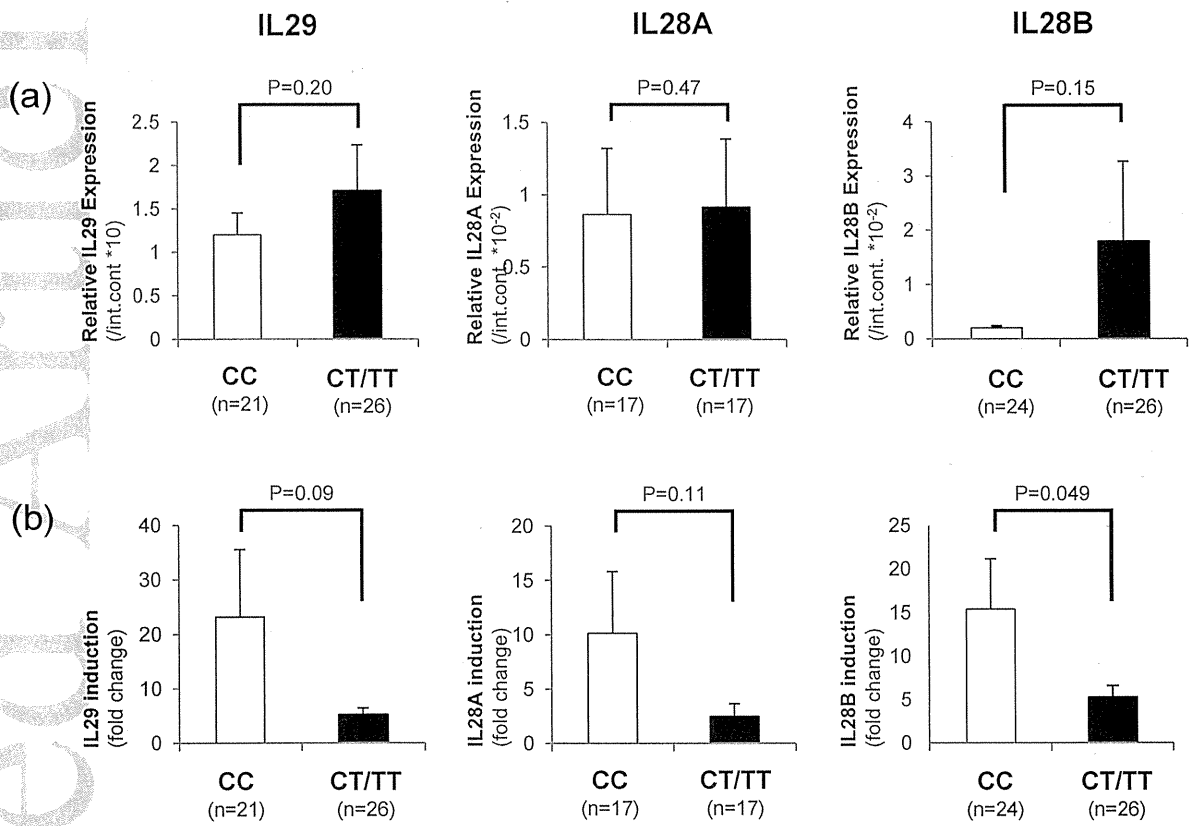 IL29
IL28A
IL28B
(a)
P=0.20
Relative IL29 Expression
(/int.cont *10)
2.5
2
1.5
1
0.5
0
CC
CT/TT
(n=21)
(n=26)
P=0.47
Relative IL28A Expression
(/int.cont. *10-2)
1.5
1
0.5
0
CC
CT/TT
(n=17)
(n=17)
P=0.15
Relative IL28B Expression
(/int.cont. *10-2)
4
3
2
1
0
CC
CT/TT
(n=24)
(n=26)
(b)
P=0.09
IL29 induction
(fold change)
40
30
20
10
0
CC
CT/TT
(n=21)
(n=26)
P=0.11
IL28A induction
(fold change)
20
15
10
5
0
CC
CT/TT
(n=17)
(n=17)
P=0.049
IL28B induction
(fold change)
25
20
15
10
5
0
CC
CT/TT
(n=24)
(n=26)
ed Articl